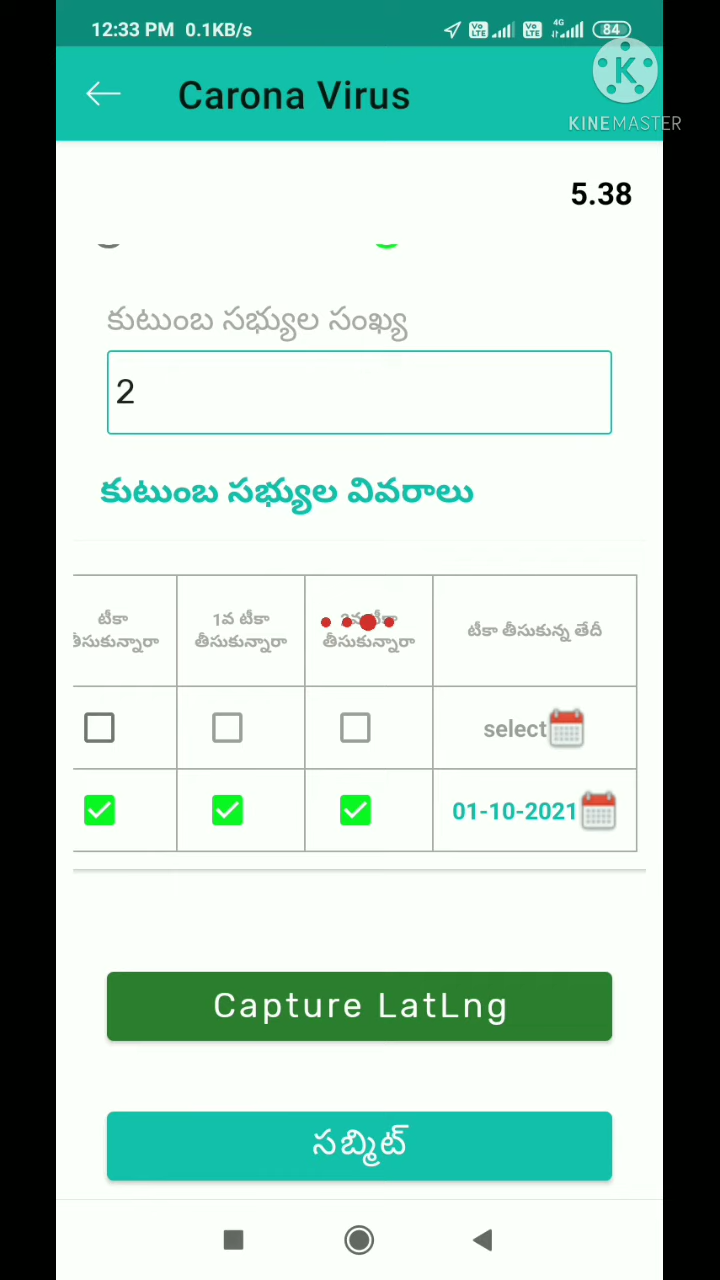 12:33 PM 0.1KB/s
4G
84
Carona Virus
K
KINEMASTER
5.38
కుటుంబ సభ్యుల సంఖ్య
2
కుటుంబ సభ్యుల వివరాలు
టీకా 1వ టీకా టీకా తీసుకున్న తేదీ
తీసుకున్నారా తీసుకున్నారా
select
01-10-2021
Capture LatLng
సబ్మిట్